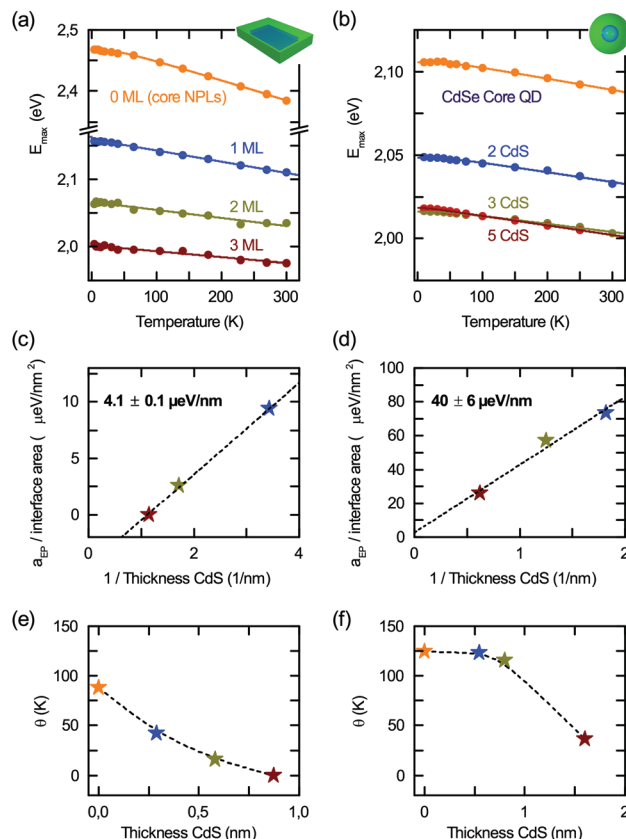 (a)
2,5
2,4
2,1
2,0
E_max (eV)
0 ML (core NPLs)
1 ML
2 ML
3 ML
0 100 200 300
Temperature (K)
(b)
2,10
2,05
2,00
E_max (eV)
CdSe Core QD
2 CdS
3 CdS
5 CdS
0 100 200 300
Temperature (K)
(c)
10
5
0
a_EP / interface area ( µeV/nm²)
4.1 ± 0.1 µeV/nm
0 2 4
1 / Thickness CdS (1/nm)
(d)
100
80
60
40
20
0
a_EP / interface area ( µeV/nm²)
40 ± 6 µeV/nm
0 1 2
1 / Thickness CdS (1/nm)
(e)
150
100
50
0
θ (K)
0,0 0,5 1,0
Thickness CdS (nm)
(f)
150
100
50
0
θ (K)
0 1 2
Thickness CdS (nm)